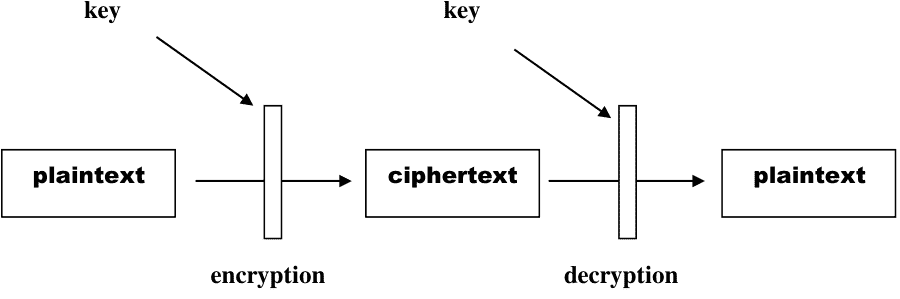 key
key
plaintext
ciphertext
plaintext
encryption
decryption